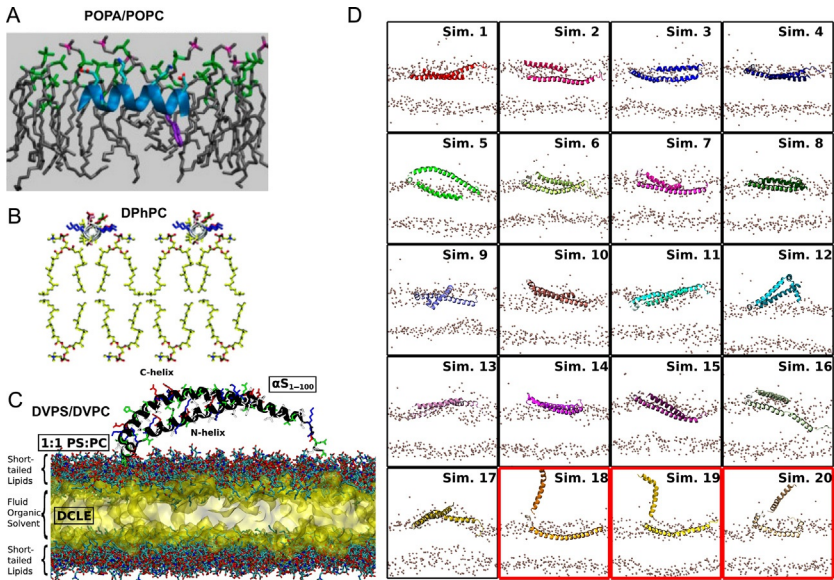 A
POPA/POPC
B
DPhPC
C
DVPS/DVPC
C-helix
N-helix
αS1−100
1:1 PS:PC
Short-
tailed
Lipids
Fluid
Organic
Solvent
DCLE
Short-
tailed
Lipids
D
Sim. 1
Sim. 2
Sim. 3
Sim. 4
Sim. 5
Sim. 6
Sim. 7
Sim. 8
Sim. 9
Sim. 10
Sim. 11
Sim. 12
Sim. 13
Sim. 14
Sim. 15
Sim. 16
Sim. 17
Sim. 18
Sim. 19
Sim. 20